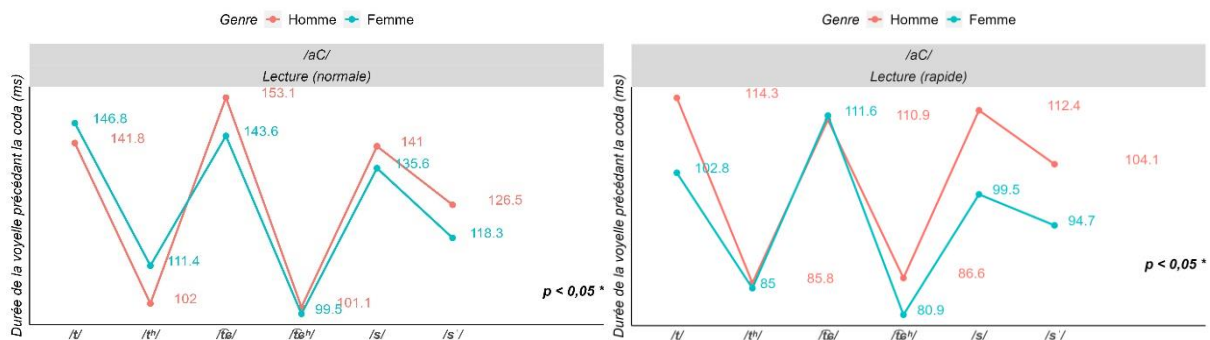 Genre Homme Femme
/aC/
Lecture (normale)
Durée de la voyelle précédant la coda (ms)
153.1
146.8
141.8
143.6
141
135.6
126.5
118.3
111.4
102
101.1
99.5
p < 0,05 *
/t/ /tʰ/ /t͡ɕ/ /t͡ɕʰ/ /s/ /sʰ/
Genre Homme Femme
/aC/
Lecture (rapide)
Durée de la voyelle précédant la coda (ms)
114.3
111.6
110.9
112.4
104.1
102.8
99.5
94.7
85
85.8
86.6
80.9
p < 0,05 *
/t/ /tʰ/ /t͡ɕ/ /t͡ɕʰ/ /s/